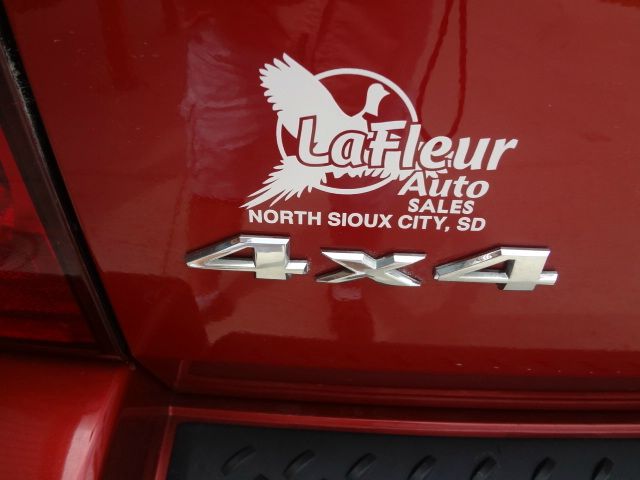 LaFleur
Auto
SALES
NORTH SIOUX CITY, SD
4x4